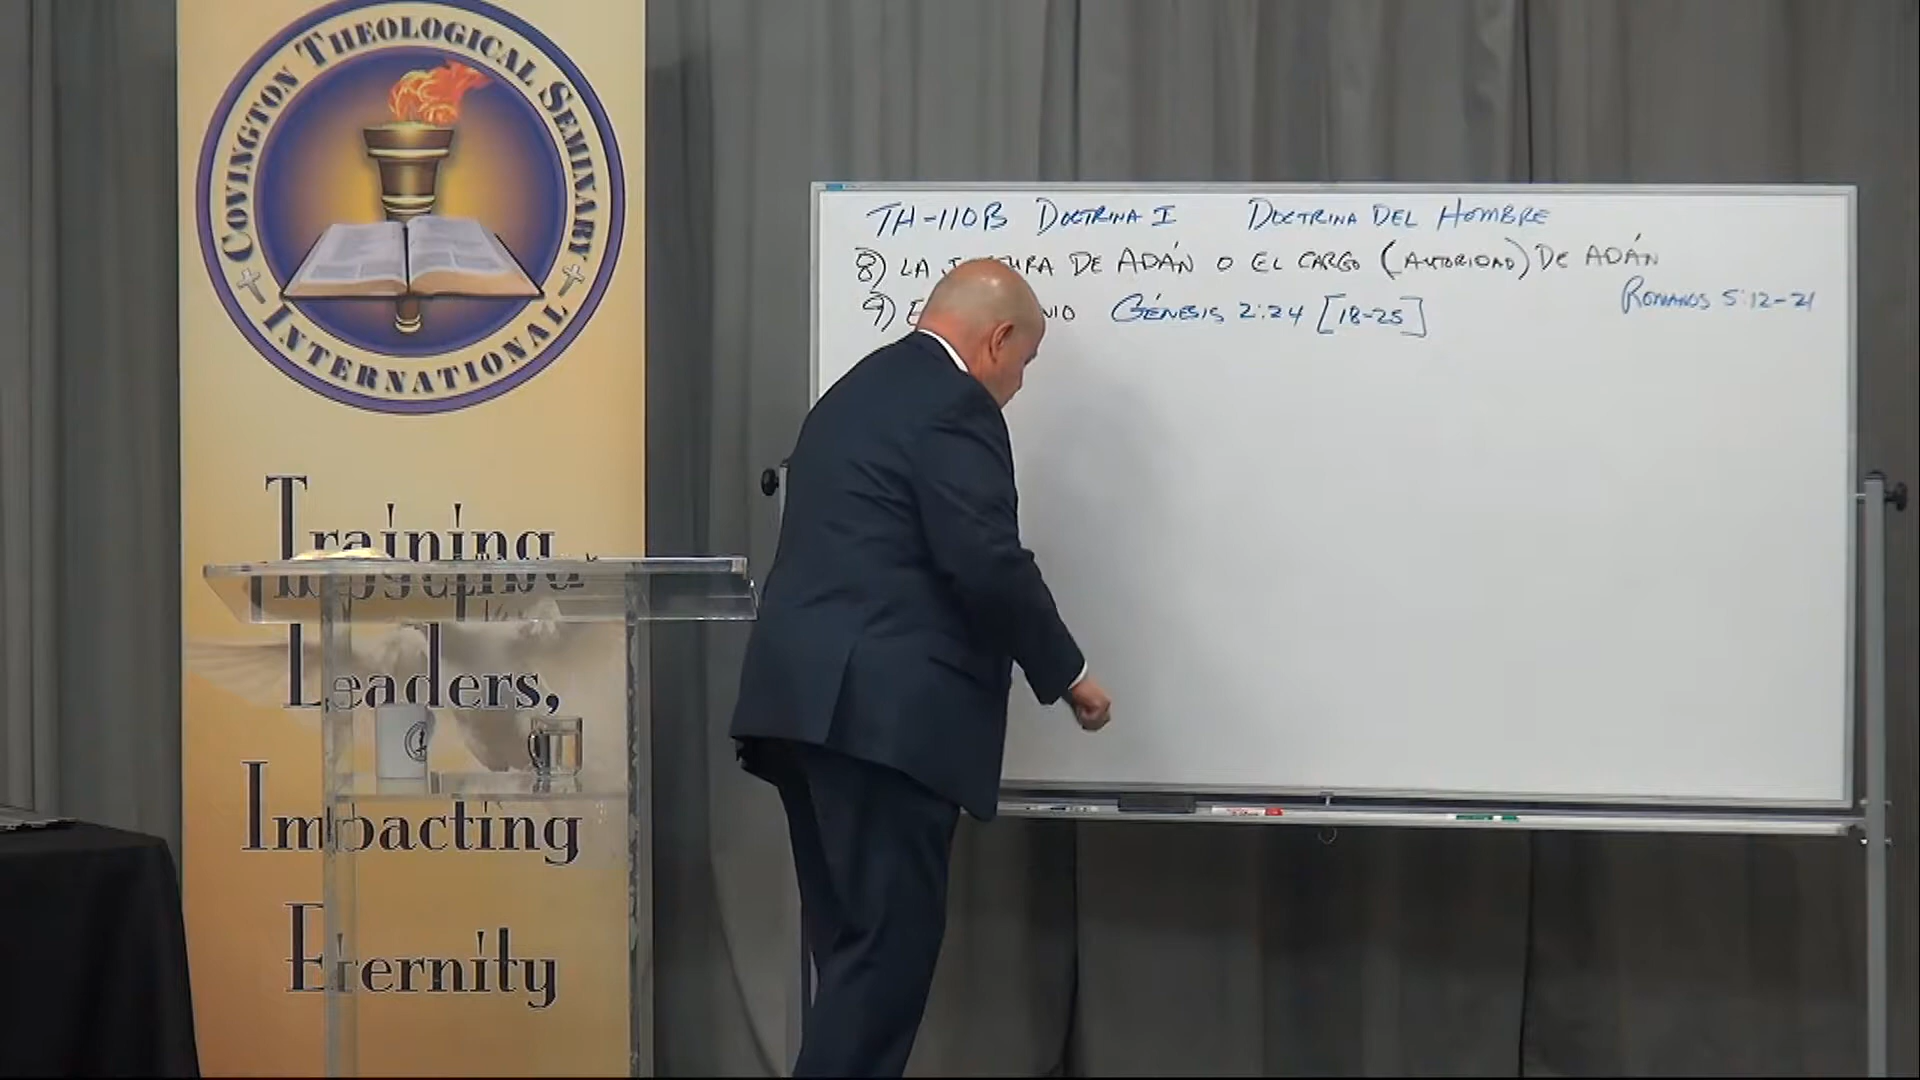 COVINGTON THEOLOGICAL SEMINARY
INTERNATIONAL
Training
Leaders,
Impacting
Eternity
TH-110B DOCTRINA I DOCTRINA DEL HOMBRE
8) LA DE ADÁN O EL CARGO (AUTORIDAD) DE ADÁN
ROMANOS 5:12-21
9) GÉNESIS 2:24 [18-25]